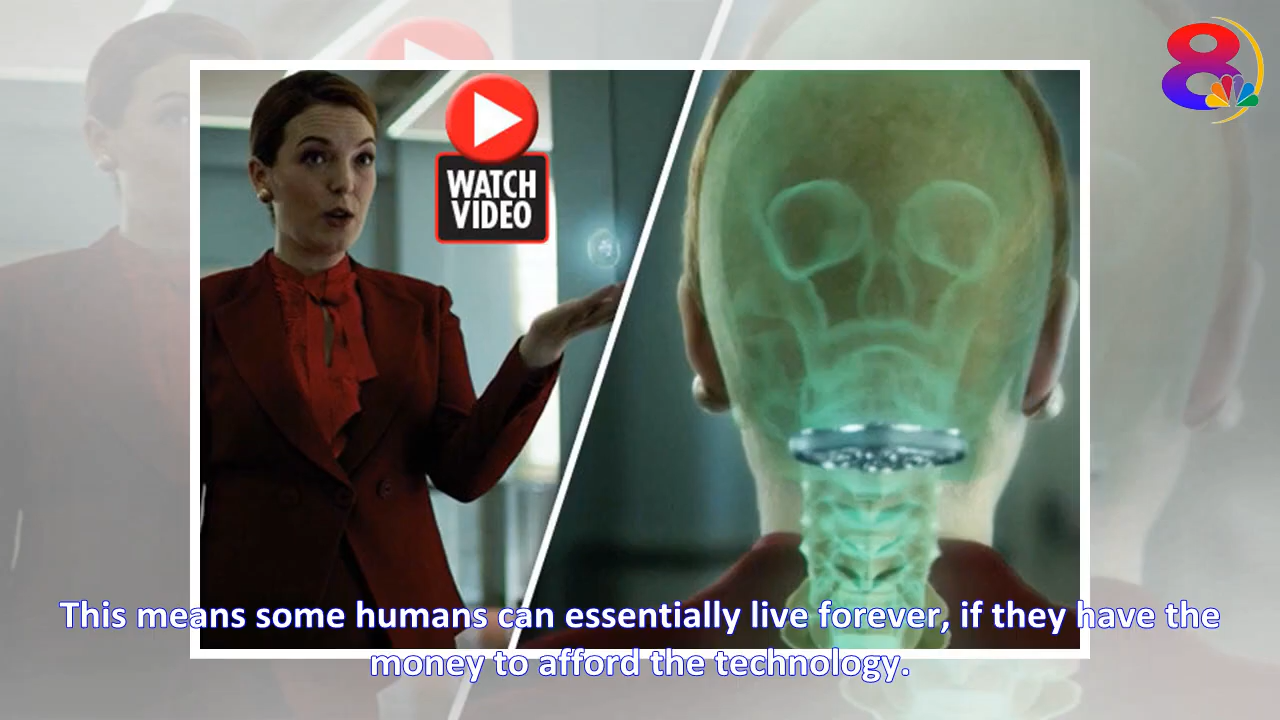 8
WATCH
VIDEO
This means some humans can essentially live forever, if they have the
money to afford the technology.